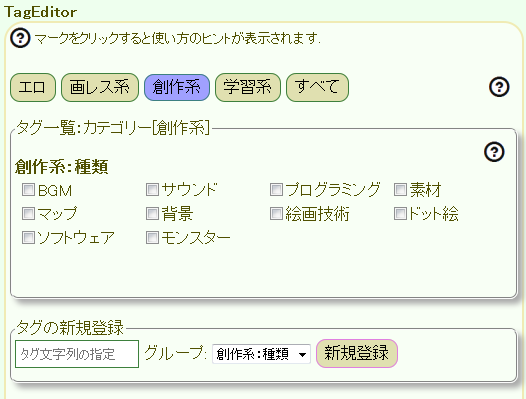 TagEditor
? マークをクリックすると使い方のヒントが表示されます.
エロ 画レス系 創作系 学習系 すべて ?
タグ一覧:カテゴリー[創作系]
?
創作系:種類
BGM サウンド プログラミング 素材
マップ 背景 絵画技術 ドット絵
ソフトウェア モンスター
タグの新規登録
タグ文字列の指定 グループ: 創作系:種類 新規登録